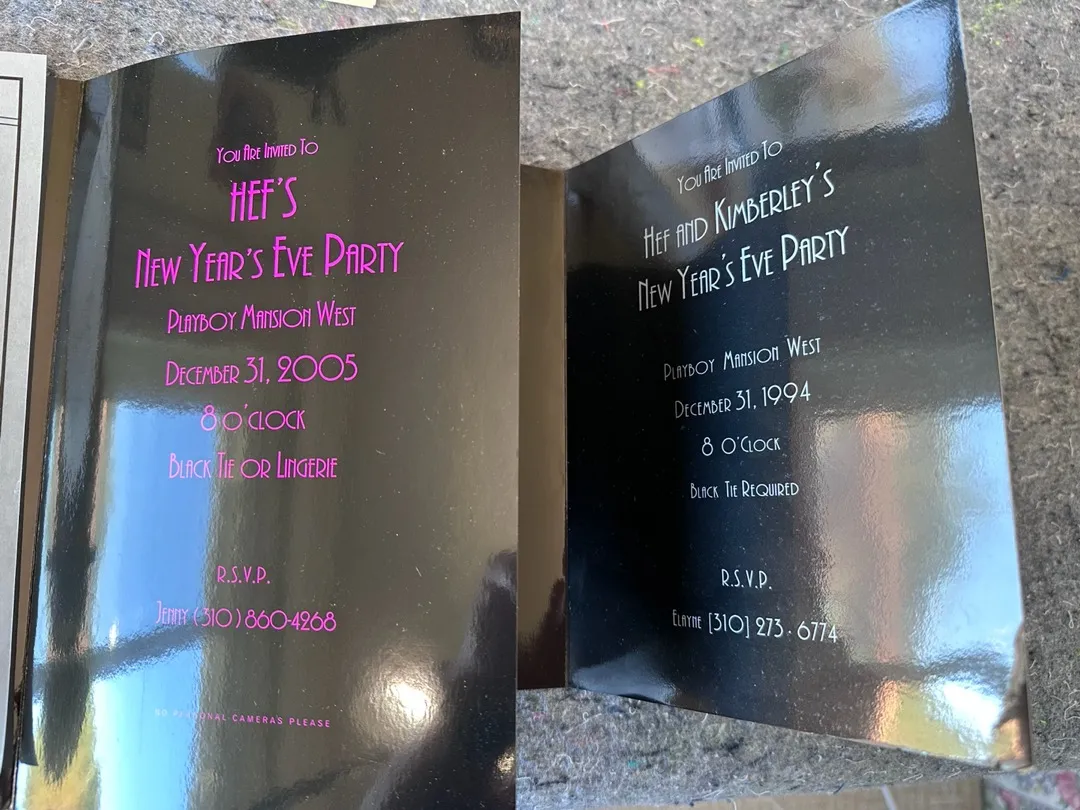 You Are Invited To
HEF'S
New Year's Eve Party
Playboy Mansion West
December 31, 2005
8 o'clock
Black Tie or Lingerie
R.S.V.P.
Jenny (310) 860-4268
NO PERSONAL CAMERAS PLEASE
You Are Invited To
Hef and Kimberley's
New Year's Eve Party
Playboy Mansion West
December 31, 1994
8 O'Clock
Black Tie Required
R.S.V.P.
Elayne [310] 273·6774